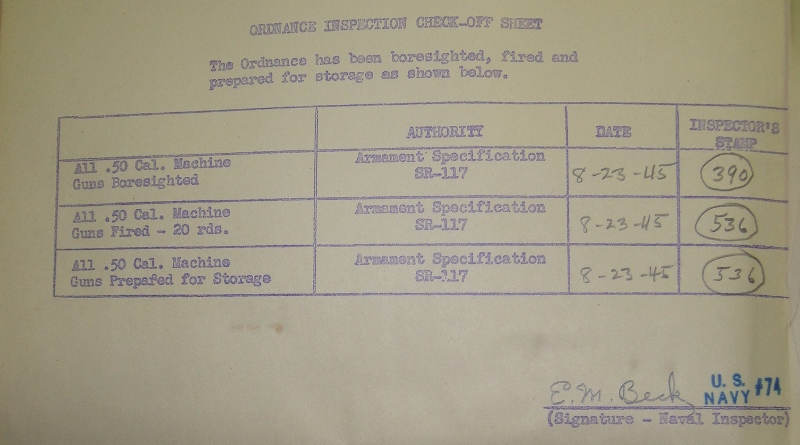 ORDNANCE INSPECTION CHECK-OFF SHEET
The Ordnance has been boresighted, fired and
prepared for storage as shown below.
AUTHORITY DATE INSPECTOR'S
STAMP
All .50 Cal. Machine
Guns Boresighted
Armament Specification
SR-117
8-23-45
390
All .50 Cal. Machine
Guns Fired - 20 rds.
Armament Specification
SR-117
8-23-45
536
All .50 Cal. Machine
Guns Prepafed for Storage
Armament Specification
SR-117
8-23-45
536
E. M. Beck
U. S.
NAVY #74
(Signature - Naval Inspector)